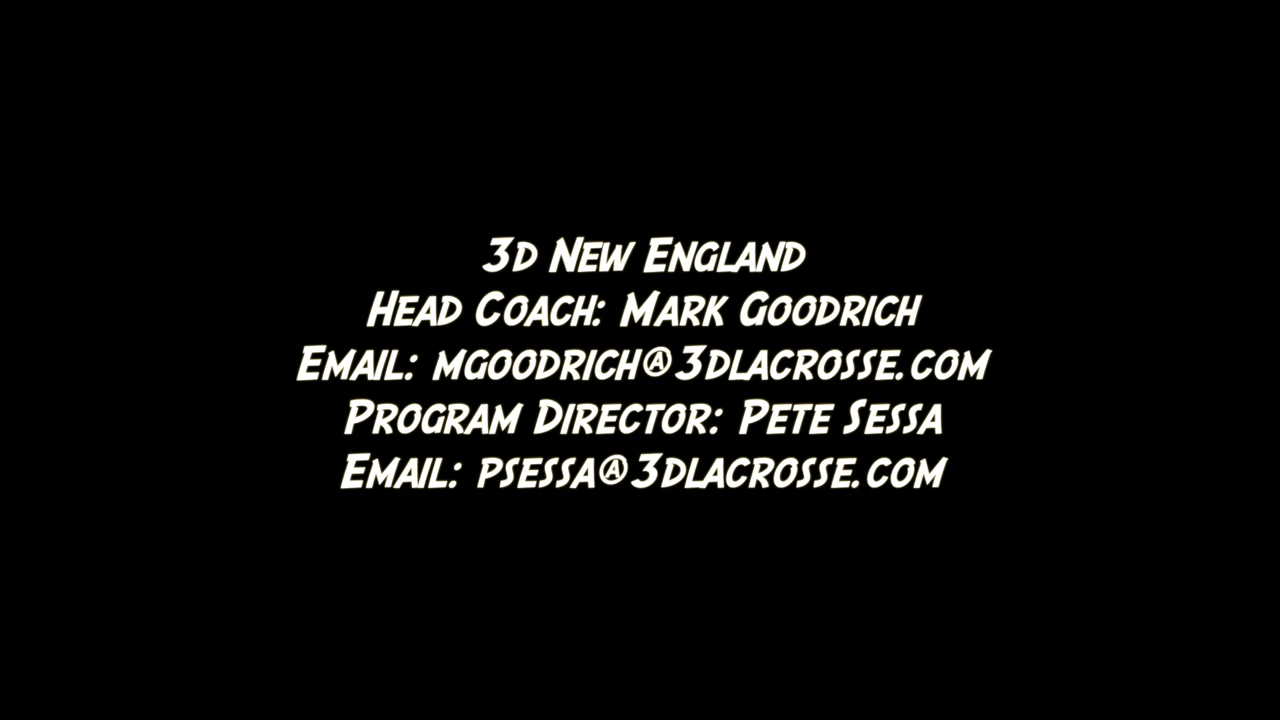 3d New England
Head Coach: Mark Goodrich
Email: mgoodrich@3dlacrosse.com
Program Director: Pete Sessa
Email: psessa@3dlacrosse.com